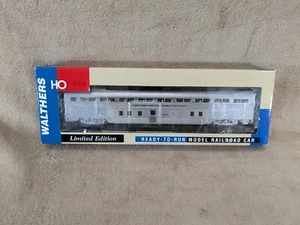 WALTHERS
HO
Limited Edition
READY-TO-RUN MODEL RAILROAD CAR